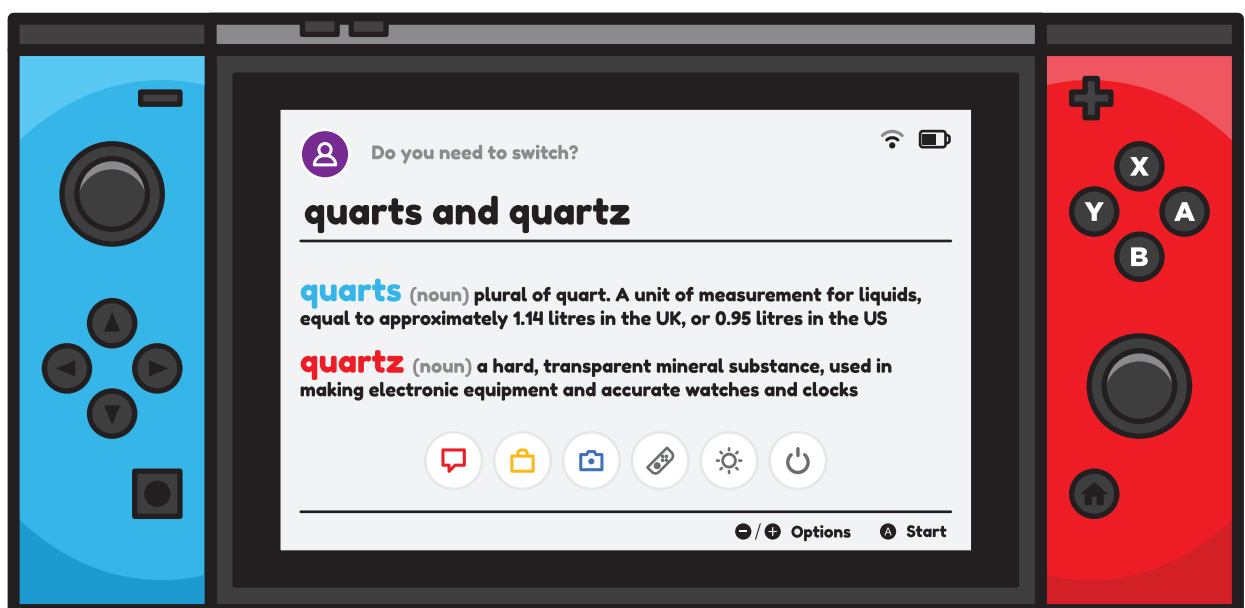 Do you need to switch?
quarts and quartz
quarts (noun) plural of quart. A unit of measurement for liquids,
equal to approximately 1.14 litres in the UK, or 0.95 litres in the US
quartz (noun) a hard, transparent mineral substance, used in
making electronic equipment and accurate watches and clocks
-/+ Options A Start
X
Y A
B